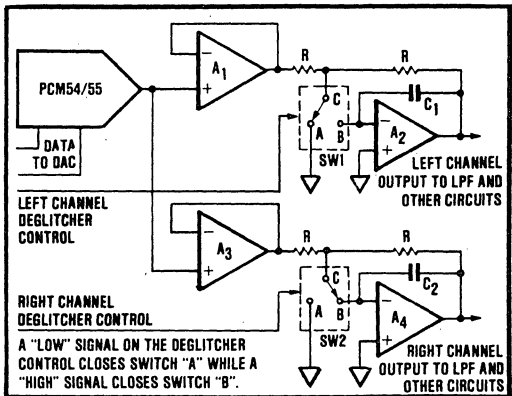 PCM54/55
DATA
TO DAC
A1
−
+
R
R
C
A
B
SW1
C1
A2
−
+
LEFT CHANNEL
OUTPUT TO LPF AND
OTHER CIRCUITS
LEFT CHANNEL
DEGLITCHER
CONTROL
A3
−
+
R
R
C
A
B
SW2
C2
A4
−
+
RIGHT CHANNEL
OUTPUT TO LPF AND
OTHER CIRCUITS
RIGHT CHANNEL
DEGLITCHER CONTROL
A "LOW" SIGNAL ON THE DEGLITCHER
CONTROL CLOSES SWITCH "A" WHILE A
"HIGH" SIGNAL CLOSES SWITCH "B".